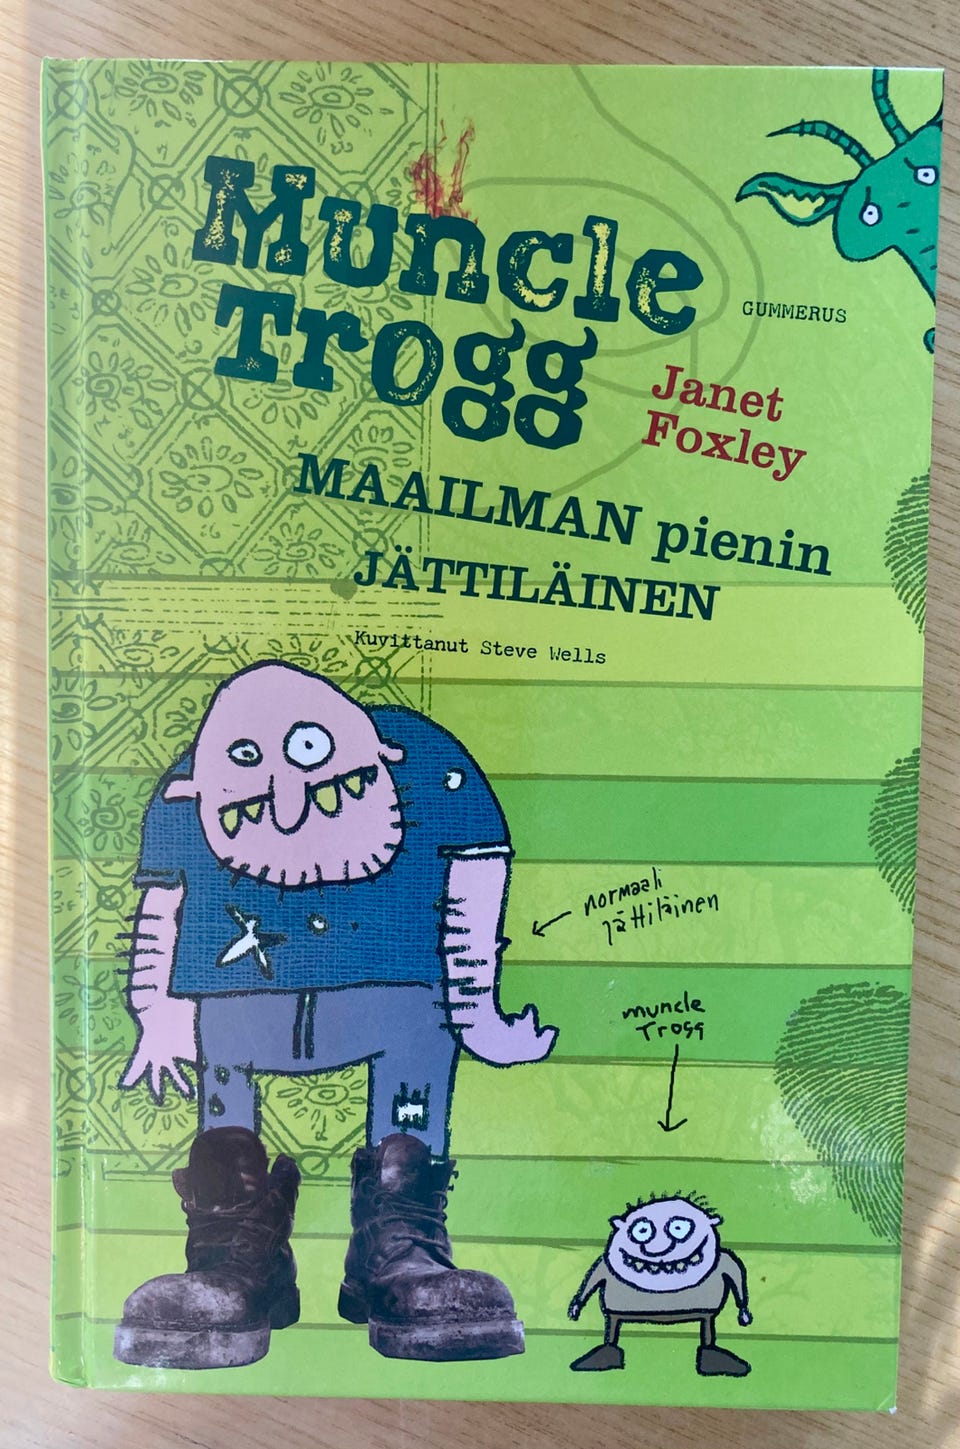 Muncle
Trogg
GUMMERUS
Janet
Foxley
MAAILMAN pienin
JÄTTILÄINEN
Kuvittanut Steve Wells
normaali
jättiläinen
muncle
Trogg